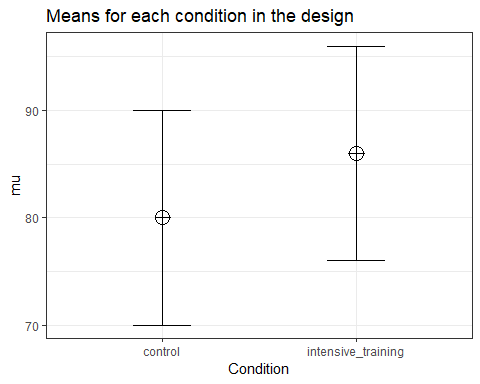 Means for each condition in the design
mu
90
80
70
control
intensive_training
Condition